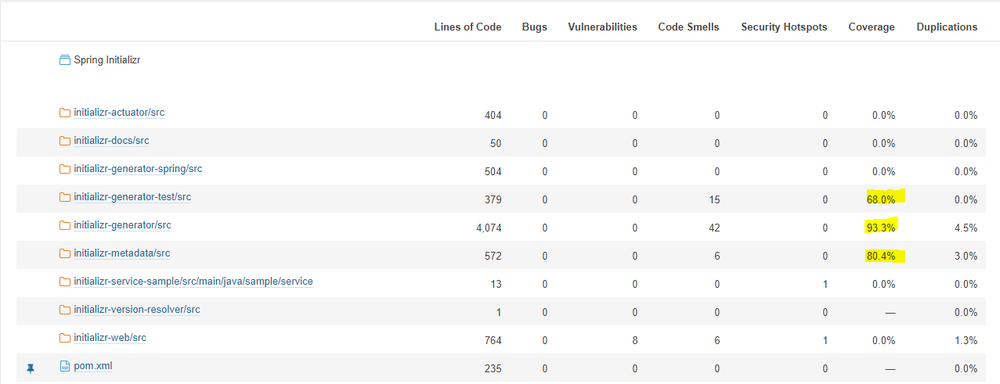 Lines of Code Bugs Vulnerabilities Code Smells Security Hotspots Coverage Duplications
Spring Initializr
initializr-actuator/src 404 0 0 0 0 0.0% 0.0%
initializr-docs/src 50 0 0 0 0 0.0% 0.0%
initializr-generator-spring/src 504 0 0 0 0 0.0% 0.0%
initializr-generator-test/src 379 0 0 15 0 68.0% 0.0%
initializr-generator/src 4,074 0 0 42 0 93.3% 4.5%
initializr-metadata/src 572 0 0 6 0 80.4% 3.0%
initializr-service-sample/src/main/java/sample/service 13 0 0 0 1 0.0% 0.0%
initializr-version-resolver/src 1 0 0 0 0 — 0.0%
initializr-web/src 764 0 8 6 1 0.0% 1.3%
pom.xml 235 0 0 0 0 — 0.0%